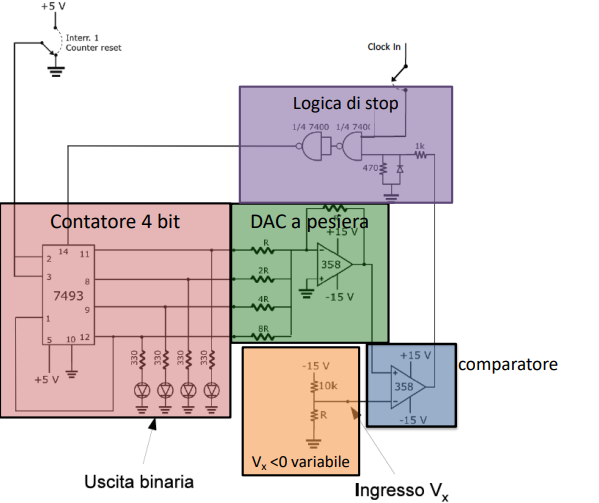 +5 V
Interr. 1
Counter reset
Clock In
Logica di stop
1/4 7400
1/4 7400
1k
470
Contatore 4 bit
DAC a pesiera
+15 V
14
11
R
2
358
3
8
2R
7493
-15 V
9
4R
1
5
10
12
8R
330
330
330
330
+5 V
-15 V
+15 V
comparatore
10k
358
R
-15 V
Vx <0 variabile
Uscita binaria
Ingresso Vx